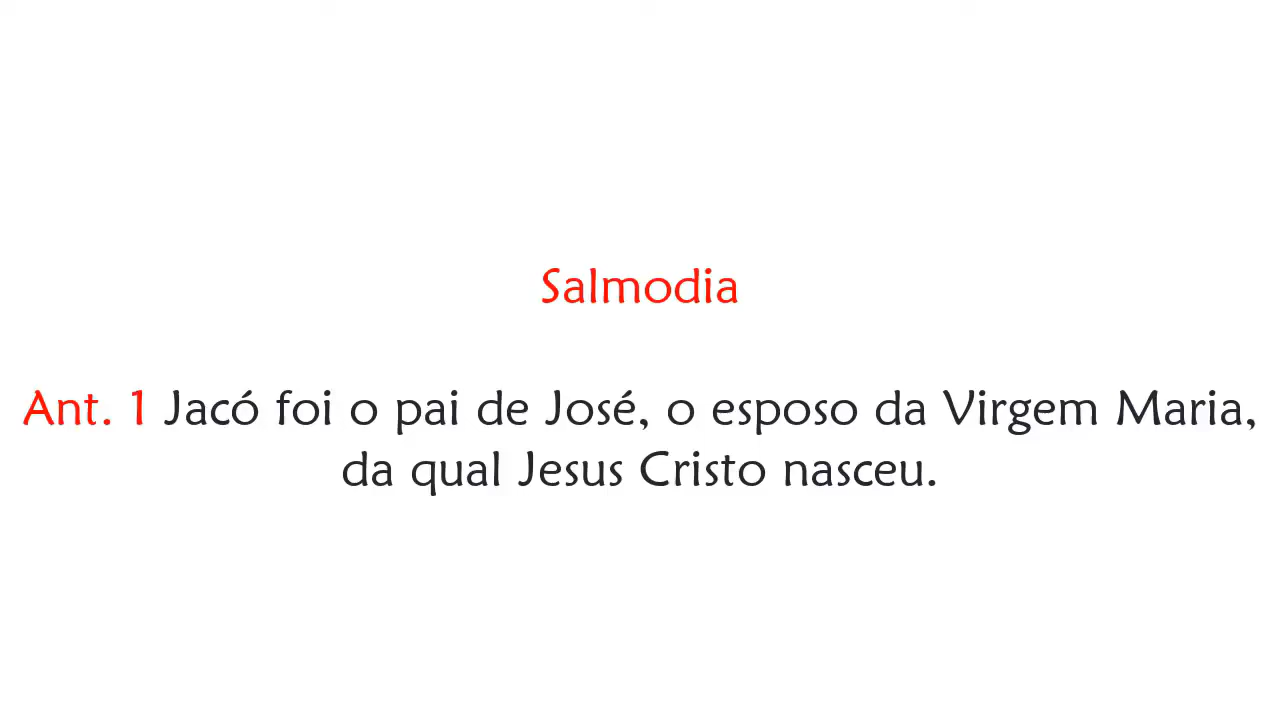 Salmodia
Ant. 1 Jacó foi o pai de José, o esposo da Virgem Maria,
da qual Jesus Cristo nasceu.